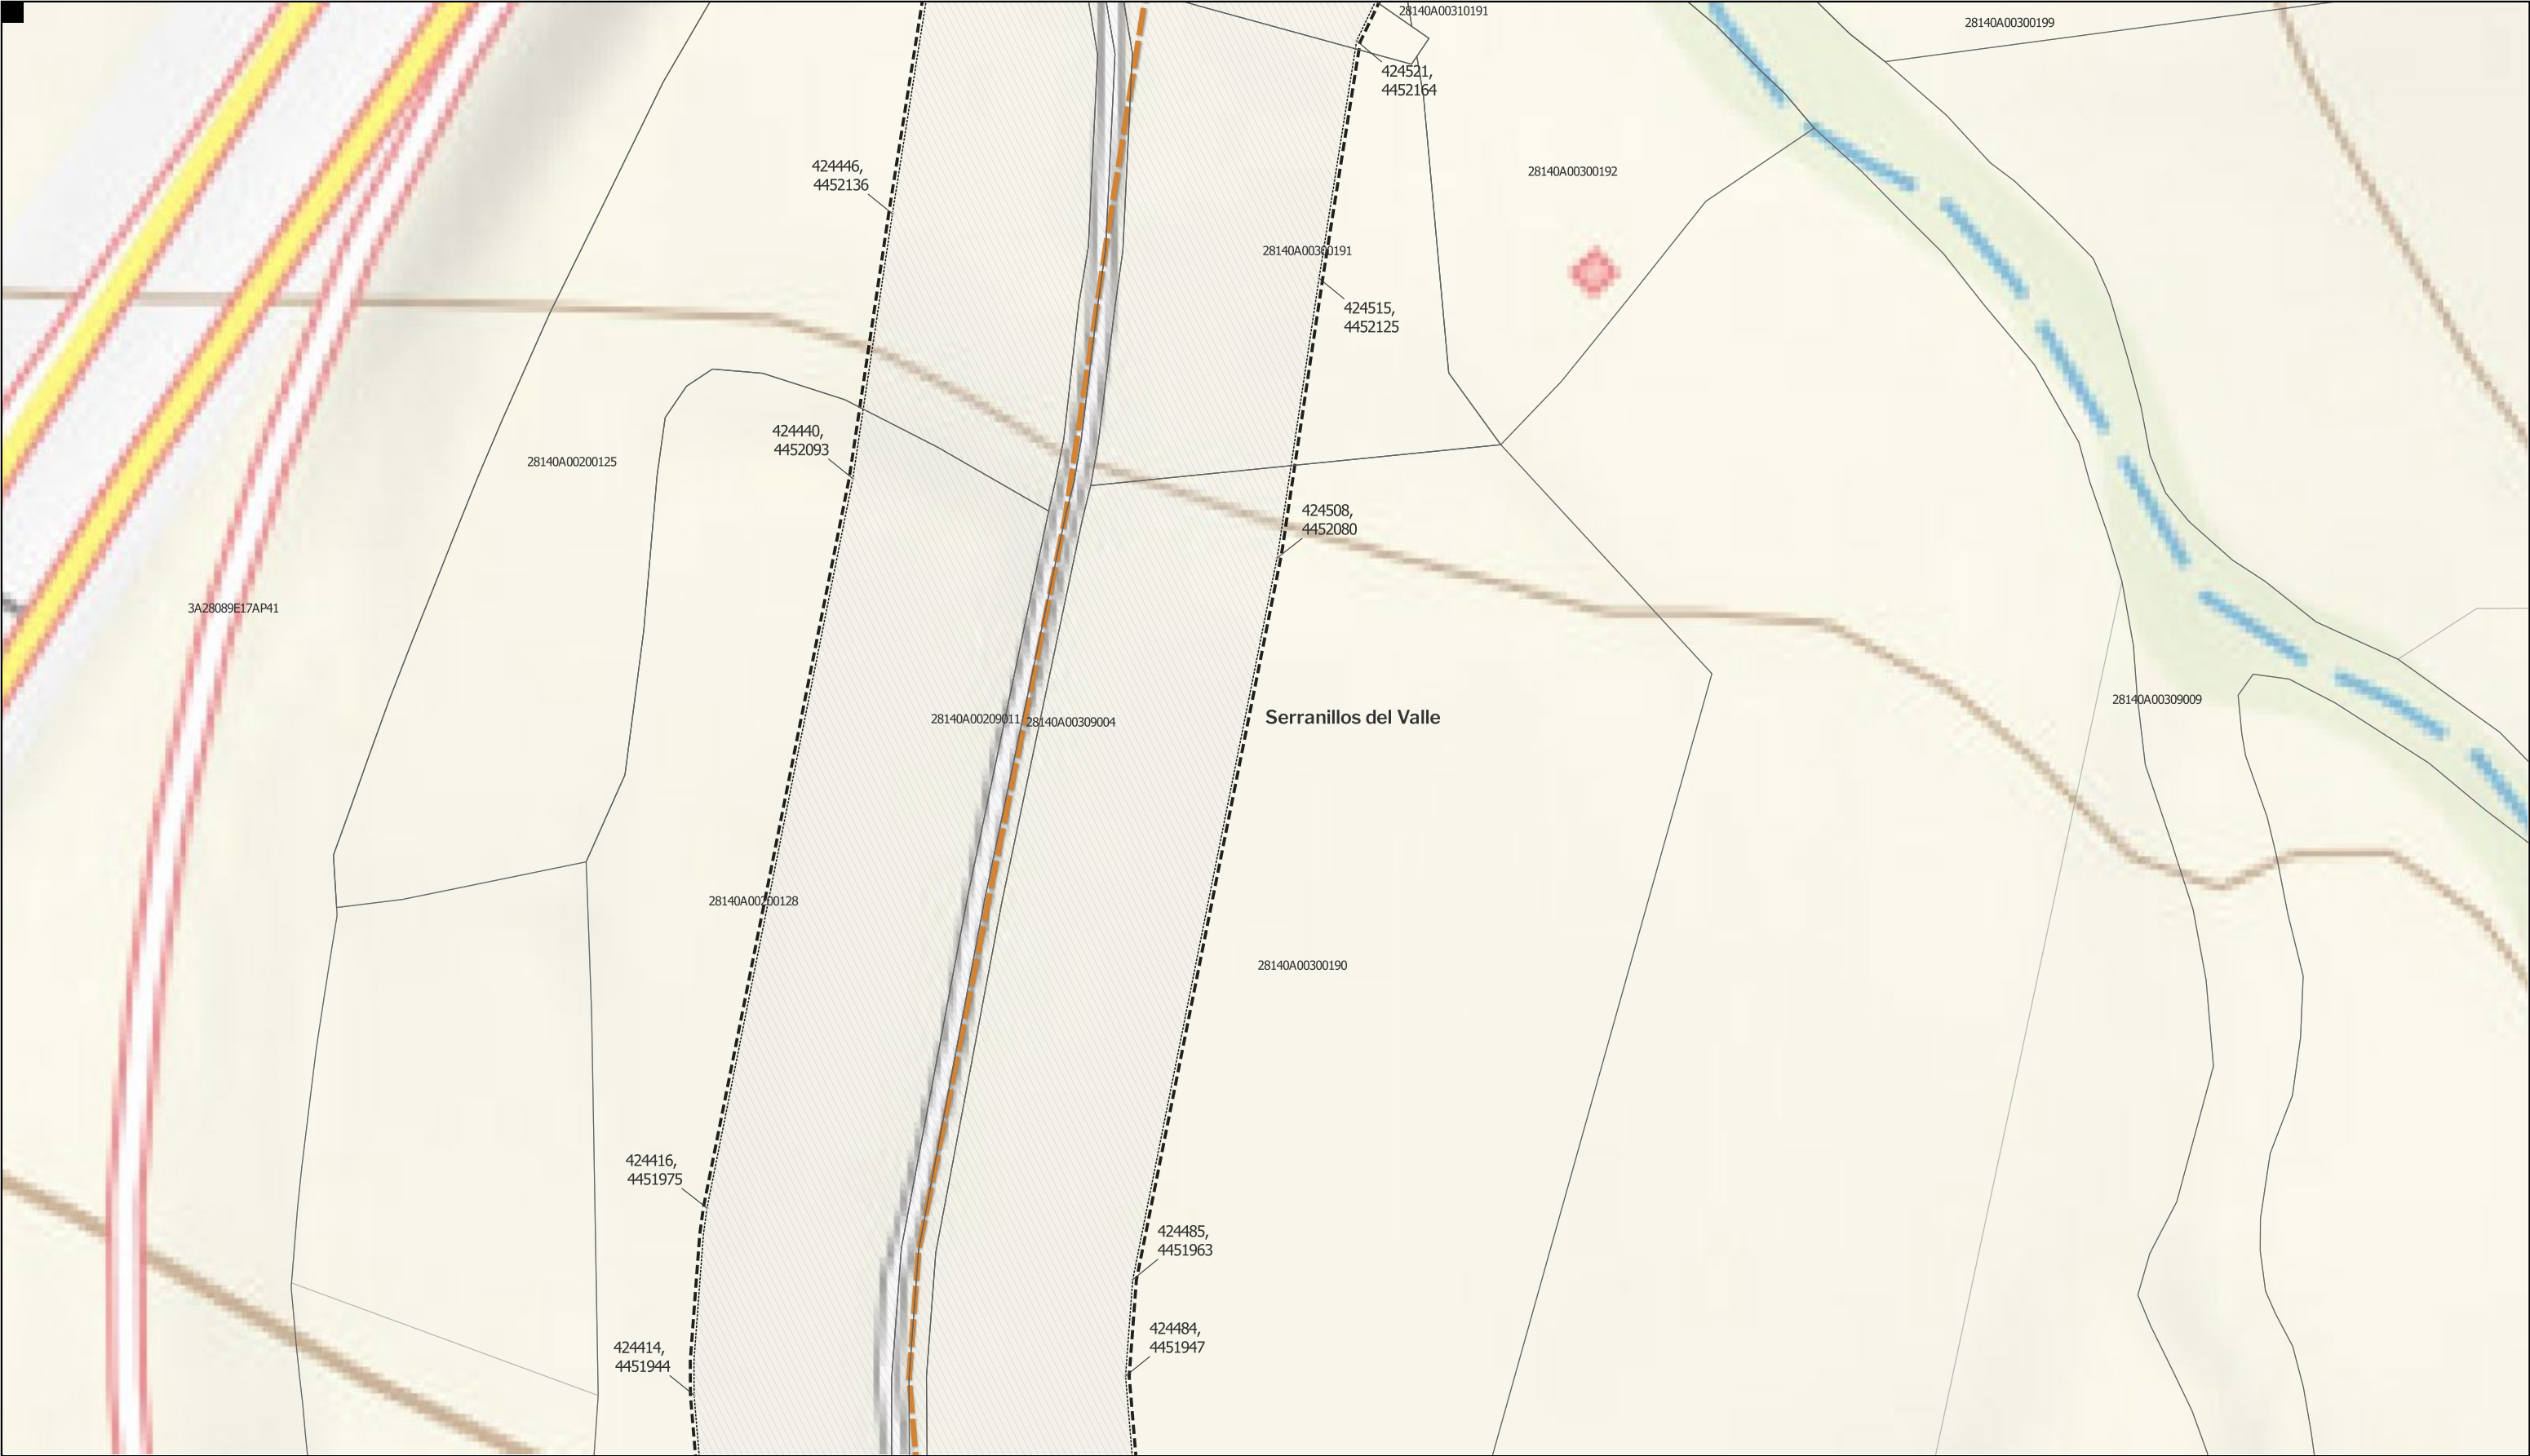 28140A00310191
28140A00300199
424521,
4452164
424446,
4452136
28140A00300192
28140A00300191
424515,
4452125
424440,
4452093
28140A00200125
424508,
4452080
3A28089E17AP41
28140A00309009
28140A00209011
28140A00309004
Serranillos del Valle
28140A00200128
28140A00300190
424416,
4451975
424485,
4451963
424484,
4451947
424414,
4451944